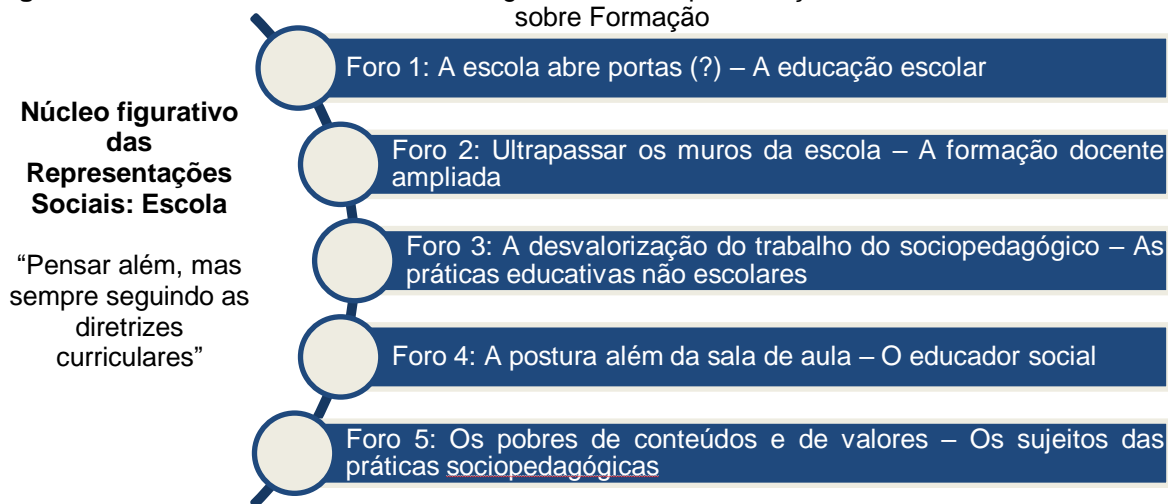 sobre Formação
Foro 1: A escola abre portas (?) – A educação escolar
Núcleo figurativo
das
Representações
Sociais: Escola
“Pensar além, mas
sempre seguindo as
diretrizes
curriculares”
Foro 2: Ultrapassar os muros da escola – A formação docente
ampliada
Foro 3: A desvalorização do trabalho do sociopedagógico – As
práticas educativas não escolares
Foro 4: A postura além da sala de aula – O educador social
Foro 5: Os pobres de conteúdos e de valores – Os sujeitos das
práticas sociopedagógicas